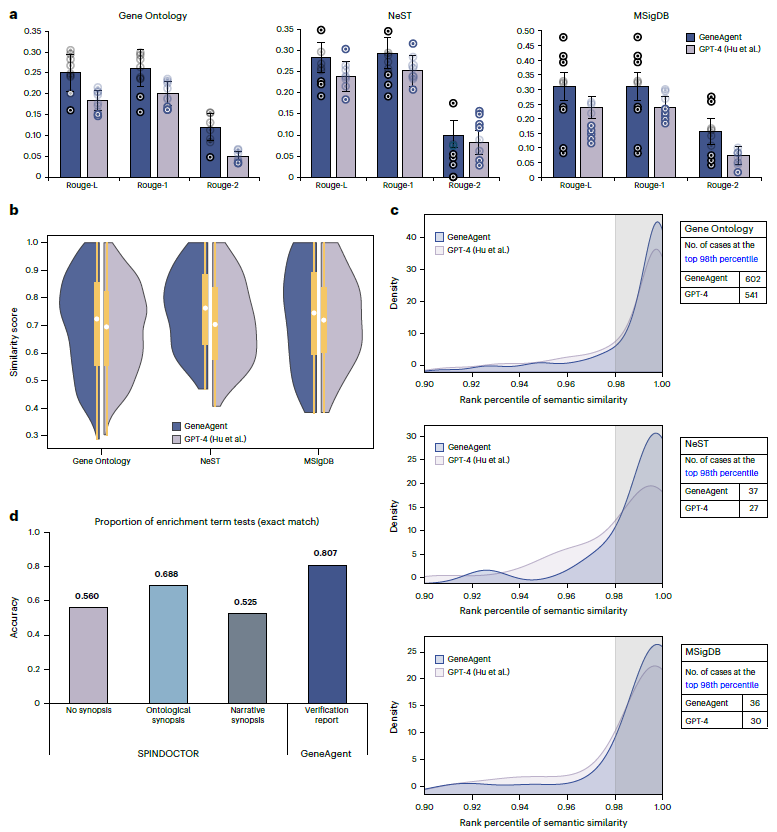 a
Gene Ontology
NeST
MSigDB
GeneAgent
GPT-4 (Hu et al.)
0.35
0.30
0.25
0.20
0.15
0.10
0.05
0
Rouge-L
Rouge-1
Rouge-2
0.35
0.30
0.25
0.20
0.15
0.10
0.05
0
Rouge-L
Rouge-1
Rouge-2
0.50
0.45
0.40
0.35
0.30
0.25
0.20
0.15
0.10
0.05
0
Rouge-L
Rouge-1
Rouge-2
b
Similarity score
1.0
0.9
0.8
0.7
0.6
0.5
0.4
0.3
GeneAgent
GPT-4 (Hu et al.)
Gene Ontology
NeST
MSigDB
c
Density
40
30
20
10
0
GeneAgent
GPT-4 (Hu et al.)
0.90 0.92 0.94 0.96 0.98 1.00
Rank percentile of semantic similarity
Gene Ontology
No. of cases at the
top 98th percentile
GeneAgent 602
GPT-4 541
Density
30
25
20
15
10
5
0
GeneAgent
GPT-4 (Hu et al.)
0.90 0.92 0.94 0.96 0.98 1.00
Rank percentile of semantic similarity
NeST
No. of cases at the
top 98th percentile
GeneAgent 37
GPT-4 27
Density
25
20
15
10
5
0
GeneAgent
GPT-4 (Hu et al.)
0.90 0.92 0.94 0.96 0.98 1.00
Rank percentile of semantic similarity
MSigDB
No. of cases at the
top 98th percentile
GeneAgent 36
GPT-4 30
d
Proportion of enrichment term tests (exact match)
Accuracy
1.0
0.8
0.6
0.4
0.2
0
0.560
0.688
0.525
0.807
No synopsis
Ontological
synopsis
Narrative
synopsis
Verification
report
SPINDOCTOR
GeneAgent